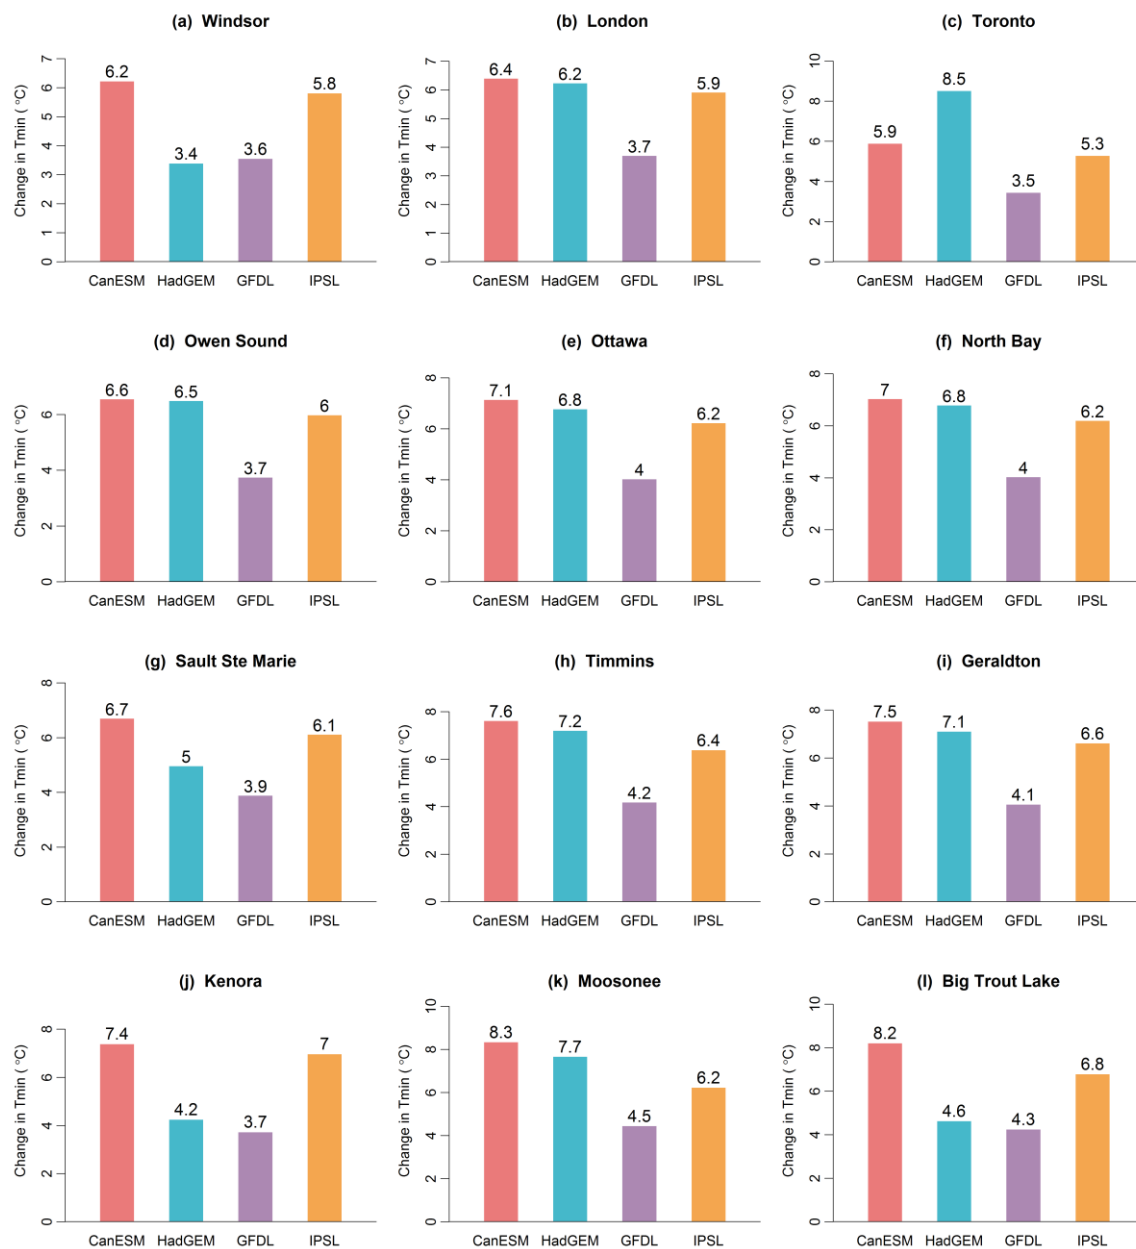 (a) Windsor
Change in Tmin ( °C)
0 1 2 3 4 5 6 7
6.2 3.4 3.6 5.8
CanESM HadGEM GFDL IPSL
(b) London
Change in Tmin ( °C)
0 1 2 3 4 5 6 7
6.4 6.2 3.7 5.9
CanESM HadGEM GFDL IPSL
(c) Toronto
Change in Tmin ( °C)
0 2 4 6 8 10
5.9 8.5 3.5 5.3
CanESM HadGEM GFDL IPSL
(d) Owen Sound
Change in Tmin ( °C)
0 2 4 6
6.6 6.5 3.7 6
CanESM HadGEM GFDL IPSL
(e) Ottawa
Change in Tmin ( °C)
0 2 4 6 8
7.1 6.8 4 6.2
CanESM HadGEM GFDL IPSL
(f) North Bay
Change in Tmin ( °C)
0 2 4 6 8
7 6.8 4 6.2
CanESM HadGEM GFDL IPSL
(g) Sault Ste Marie
Change in Tmin ( °C)
0 2 4 6 8
6.7 5 3.9 6.1
CanESM HadGEM GFDL IPSL
(h) Timmins
Change in Tmin ( °C)
0 2 4 6 8
7.6 7.2 4.2 6.4
CanESM HadGEM GFDL IPSL
(i) Geraldton
Change in Tmin ( °C)
0 2 4 6 8
7.5 7.1 4.1 6.6
CanESM HadGEM GFDL IPSL
(j) Kenora
Change in Tmin ( °C)
0 2 4 6 8
7.4 4.2 3.7 7
CanESM HadGEM GFDL IPSL
(k) Moosonee
Change in Tmin ( °C)
0 2 4 6 8 10
8.3 7.7 4.5 6.2
CanESM HadGEM GFDL IPSL
(l) Big Trout Lake
Change in Tmin ( °C)
0 2 4 6 8 10
8.2 4.6 4.3 6.8
CanESM HadGEM GFDL IPSL